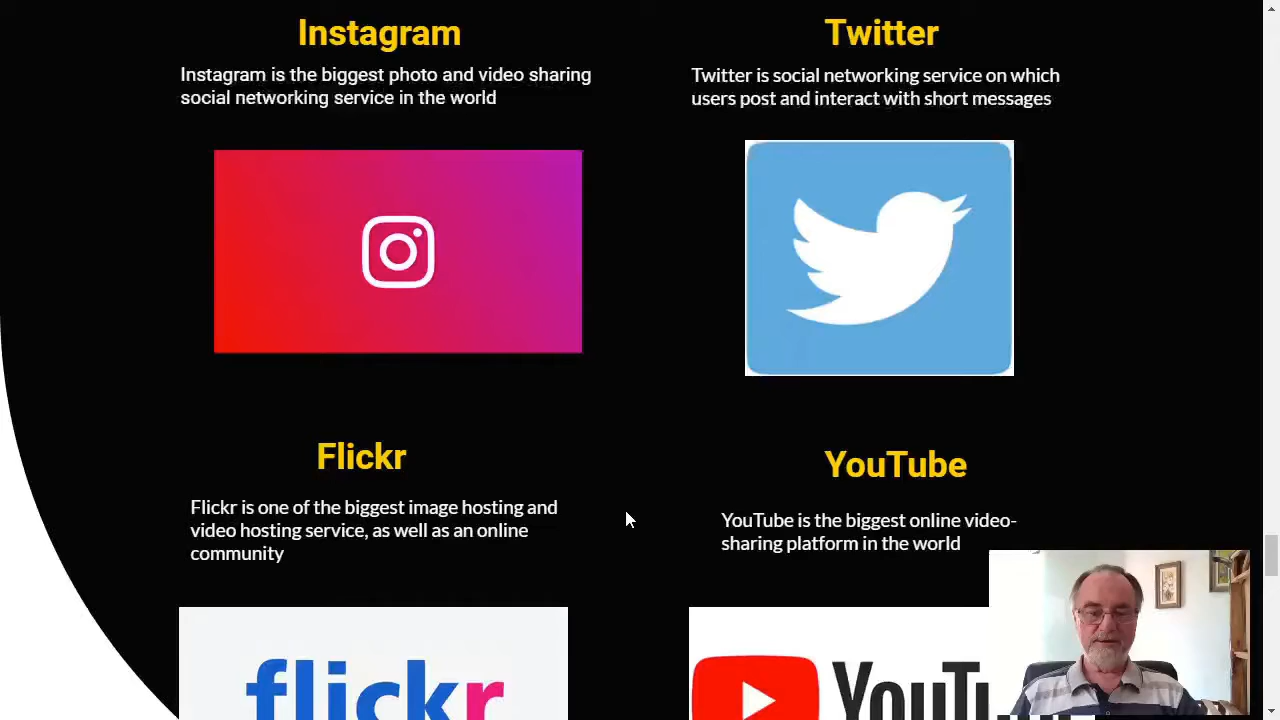 Instagram
Instagram is the biggest photo and video sharing
social networking service in the world
Twitter
Twitter is social networking service on which
users post and interact with short messages
Flickr
Flickr is one of the biggest image hosting and
video hosting service, as well as an online
community
flickr
YouTube
YouTube is the biggest online video-
sharing platform in the world
YouTu